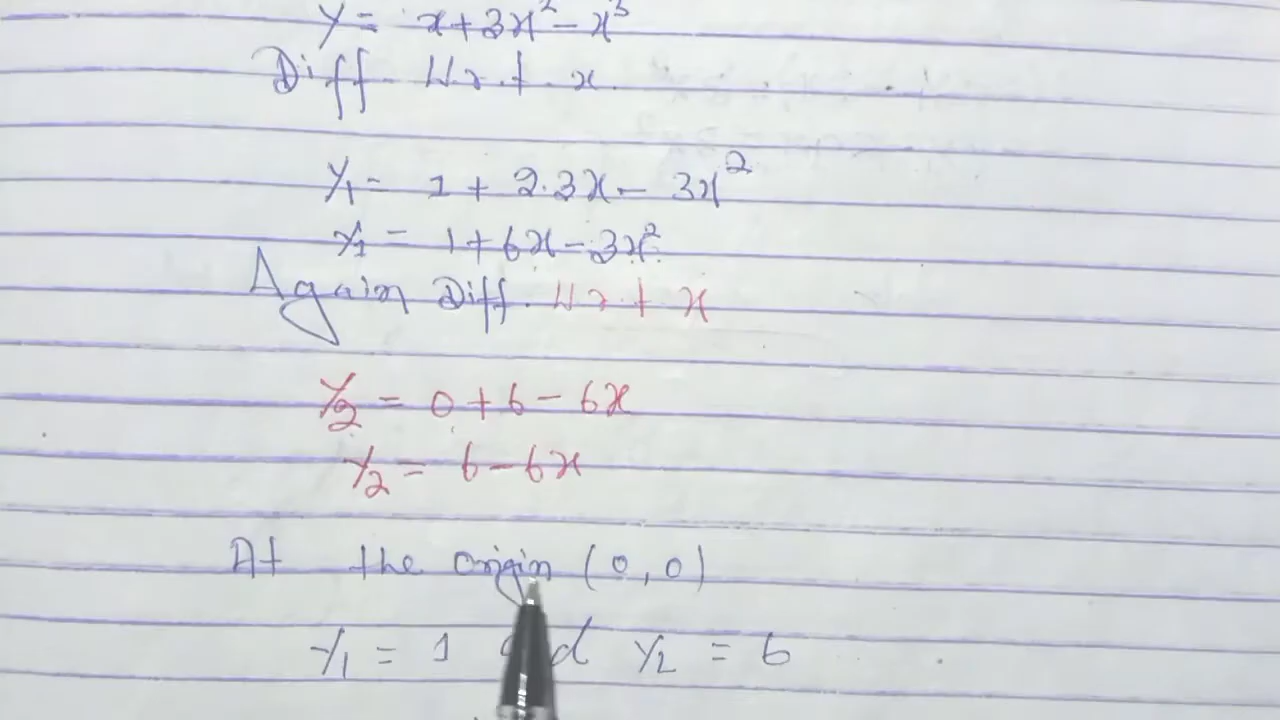 y = x+3x²-x³
Diff. w.r.t x.
y₁ = 1 + 2.3x - 3x²
y₁ = 1+6x-3x²
Again Diff. w.r.t x
y₂ = 0+6-6x
y₂ = 6-6x
At the origin (0,0)
y₁ = 1 and y₂ = 6